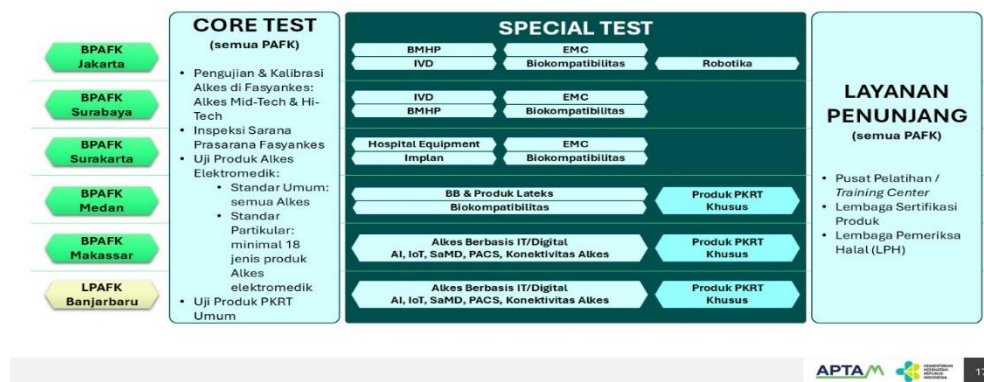 CORE TEST
(semua PAFK)
• Pengujian & Kalibrasi
Alkes di Fasyankes:
Alkes Mid-Tech & Hi-
Tech
• Inspeksi Sarana
Prasarana Fasyankes
• Uji Produk Alkes
Elektromedik:
• Standar Umum:
semua Alkes
• Standar
Partikular:
minimal 18
jenis produk
Alkes
elektromedik
• Uji Produk PKRT
Umum
SPECIAL TEST
BPAFK
Jakarta
BMHP
IVD
EMC
Biokompatibilitas
Robotika
BPAFK
Surabaya
IVD
BMHP
EMC
Biokompatibilitas
BPAFK
Surakarta
Hospital Equipment
Implan
EMC
Biokompatibilitas
BPAFK
Medan
BB & Produk Lateks
Biokompatibilitas
Produk PKRT
Khusus
BPAFK
Makassar
Alkes Berbasis IT/Digital
AI, IoT, SaMD, PACS, Konektivitas Alkes
Produk PKRT
Khusus
LPAFK
Banjarbaru
Alkes Berbasis IT/Digital
AI, IoT, SaMD, PACS, Konektivitas Alkes
Produk PKRT
Khusus
LAYANAN
PENUNJANG
(semua PAFK)
• Pusat Pelatihan /
Training Center
• Lembaga Sertifikasi
Produk
• Lembaga Pemeriksa
Halal (LPH)
APTAM
KEMENTERIAN
KESEHATAN
REPUBLIK
INDONESIA
17